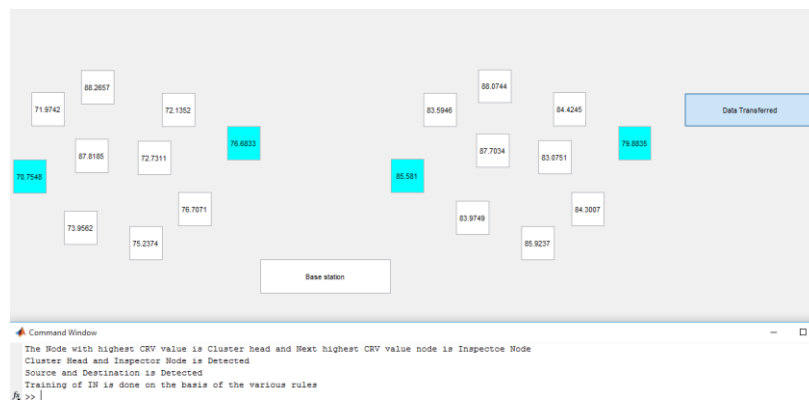 88.2657
88.0744
71.9742
72.1352
83.5946
84.4245
Data Transferred
76.6833
79.8835
87.8185
72.7311
87.7034
83.0751
70.7548
85.581
76.7071
84.3007
73.9562
83.9749
75.2374
85.9237
Base station
Command Window
The Node with highest CRV value is Cluster head and Next highest CRV value node is Inspectoe Node
Cluster Head and Inspector Node is Detected
Source and Destination is Detected
Training of IN is done on the basis of the various rules
fx >>